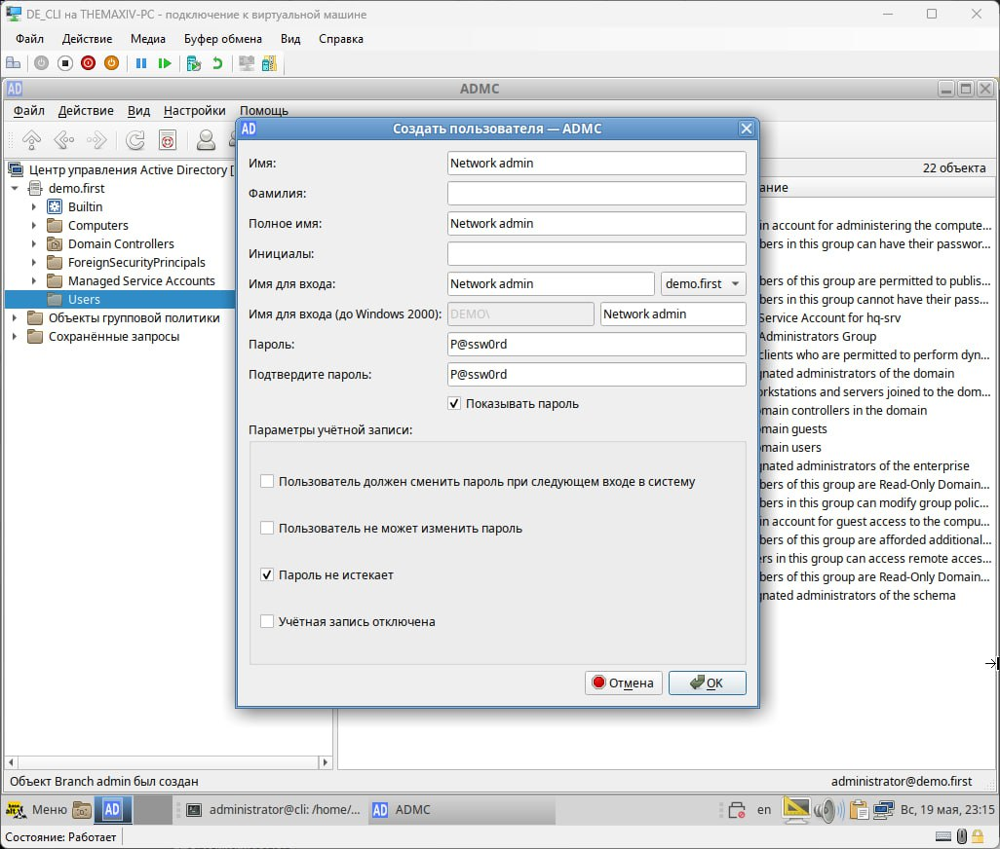 DE_CLI на THEMAXIV-PC - подключение к виртуальной машине
Файл Действие Медиа Буфер обмена Вид Справка
AD ADMC
Файл Действие Вид Настройки Помощь
AD Создать пользователя — ADMC
Имя: Network admin
Фамилия:
Полное имя: Network admin
Инициалы:
Имя для входа: Network admin demo.first
Имя для входа (до Windows 2000): DEMO\ Network admin
Пароль: P@ssw0rd
Подтвердите пароль: P@ssw0rd
Показывать пароль
Параметры учётной записи:
Пользователь должен сменить пароль при следующем входе в систему
Пользователь не может изменить пароль
Пароль не истекает
Учётная запись отключена
Отмена OK
Центр управления Active Directory [
demo.first
Builtin
Computers
Domain Controllers
ForeignSecurityPrincipals
Managed Service Accounts
Users
Объекты групповой политики
Сохранённые запросы
22 объекта
ание
in account for administering the compute...
bers in this group can have their passwor...
bers of this group are permitted to publis...
bers in this group cannot have their pass...
Service Account for hq-srv
Administrators Group
clients who are permitted to perform dyn...
gnated administrators of the domain
orkstations and servers joined to the dom...
omain controllers in the domain
omain guests
omain users
gnated administrators of the enterprise
bers of this group are Read-Only Domain...
bers in this group can modify group polic...
in account for guest access to the compu...
bers of this group are afforded additional...
ers in this group can access remote acces...
bers of this group are Read-Only Domain...
gnated administrators of the schema
Объект Branch admin был создан administrator@demo.first
Меню AD administrator@cli: /home/... AD ADMC en Вс, 19 мая, 23:15
Состояние: Работает